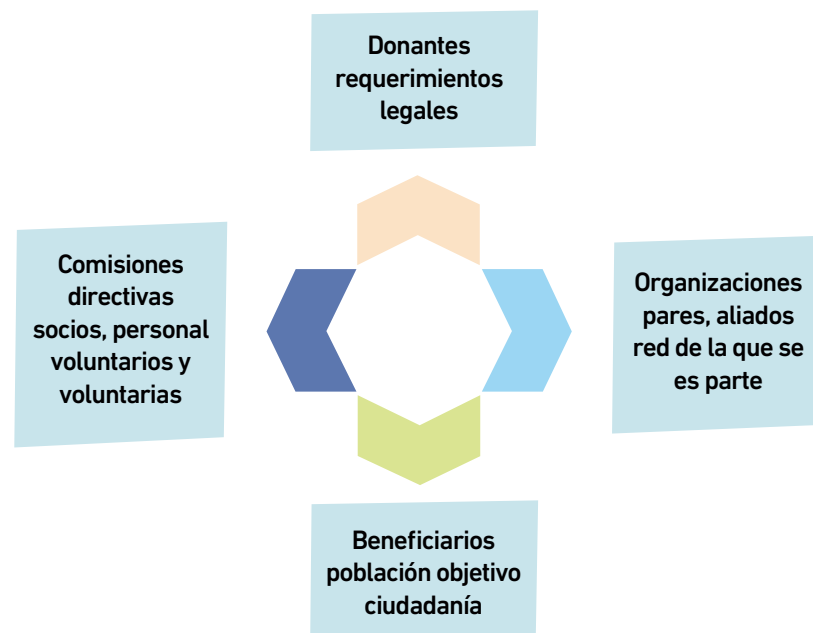 Donantes
requerimientos
legales
Comisiones
directivas
socios, personal
voluntarios y
voluntarias
Organizaciones
pares, aliados
red de la que se
es parte
Beneficiarios
población objetivo
ciudadanía